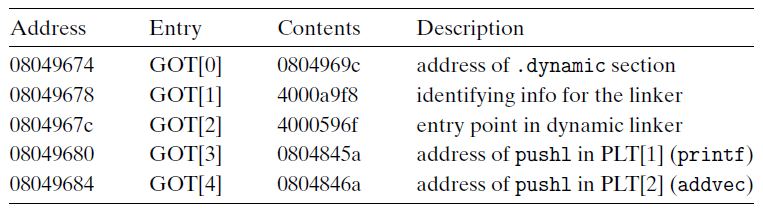 Address Entry Contents Description
08049674 GOT[0] 0804969c address of .dynamic section
08049678 GOT[1] 4000a9f8 identifying info for the linker
0804967c GOT[2] 4000596f entry point in dynamic linker
08049680 GOT[3] 0804845a address of pushl in PLT[1] (printf)
08049684 GOT[4] 0804846a address of pushl in PLT[2] (addvec)